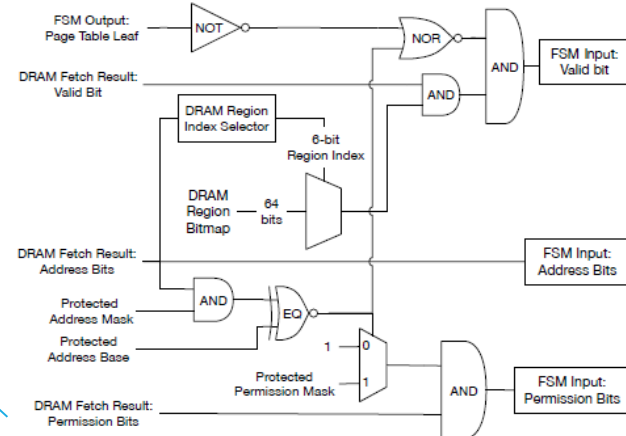 FSM Output:
Page Table Leaf
NOT
NOR
AND
FSM Input:
Valid bit
DRAM Fetch Result:
Valid Bit
AND
DRAM Region
Index Selector
6-bit
Region Index
DRAM
Region
Bitmap
64
bits
DRAM Fetch Result:
Address Bits
FSM Input:
Address Bits
AND
Protected
Address Mask
EQ
Protected
Address Base
1
0
Protected
Permission Mask
1
AND
FSM Input:
Permission Bits
DRAM Fetch Result:
Permission Bits